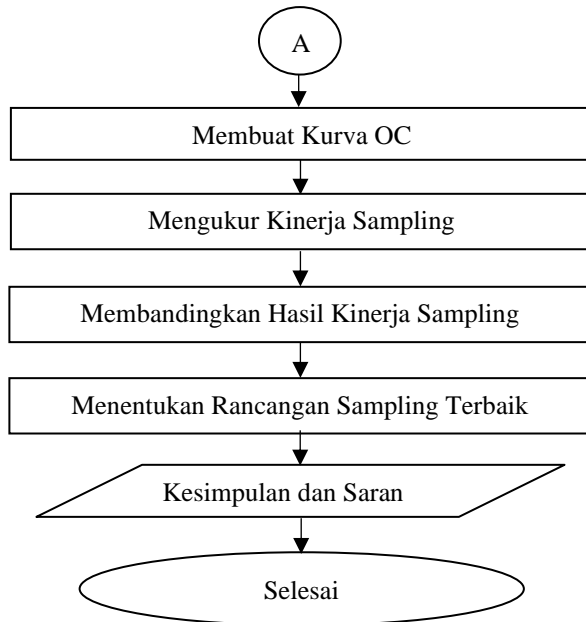 A
Membuat Kurva OC
Mengukur Kinerja Sampling
Membandingkan Hasil Kinerja Sampling
Menentukan Rancangan Sampling Terbaik
Kesimpulan dan Saran
Selesai